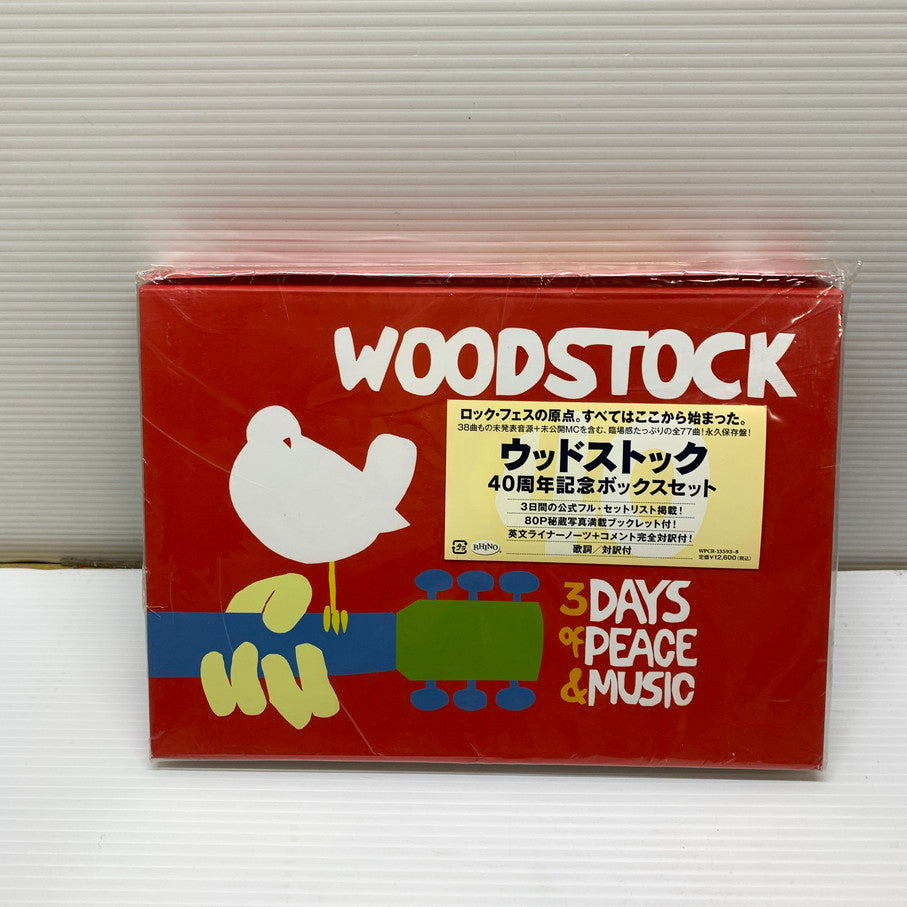 WOODSTOCK
ロック・フェスの原点。すべてはここから始まった。
38曲もの未発表音源+未公開MCを含む、臨場感たっぷりの全77曲!永久保存盤!
ウッドストック
40周年記念ボックスセット
3日間の公式フル・セットリスト掲載!
80P秘蔵写真満載ブックレット付!
英文ライナーノーツ+コメント完全対訳付!
歌詞/対訳付
RHINO
WPCR-13593-8
定価¥12,600(税込)
3 DAYS
of PEACE
& MUSIC